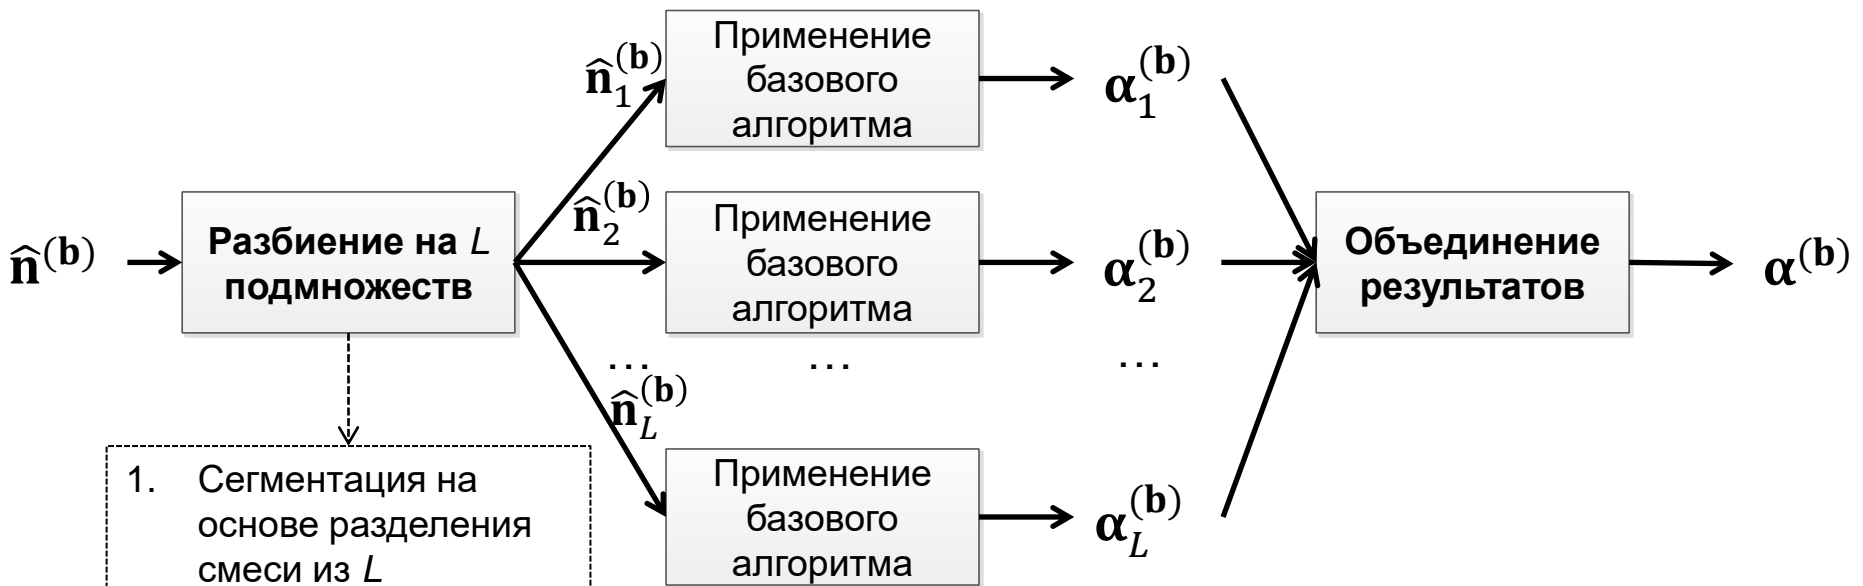 n̂^(b)
Разбиение на L
подмножеств
n̂₁^(b)
Применение
базового
алгоритма
α₁^(b)
n̂₂^(b)
Применение
базового
алгоритма
α₂^(b)
... ... ...
n̂_L^(b)
Применение
базового
алгоритма
α_L^(b)
Объединение
результатов
α^(b)
1. Сегментация на
основе разделения
смеси из L